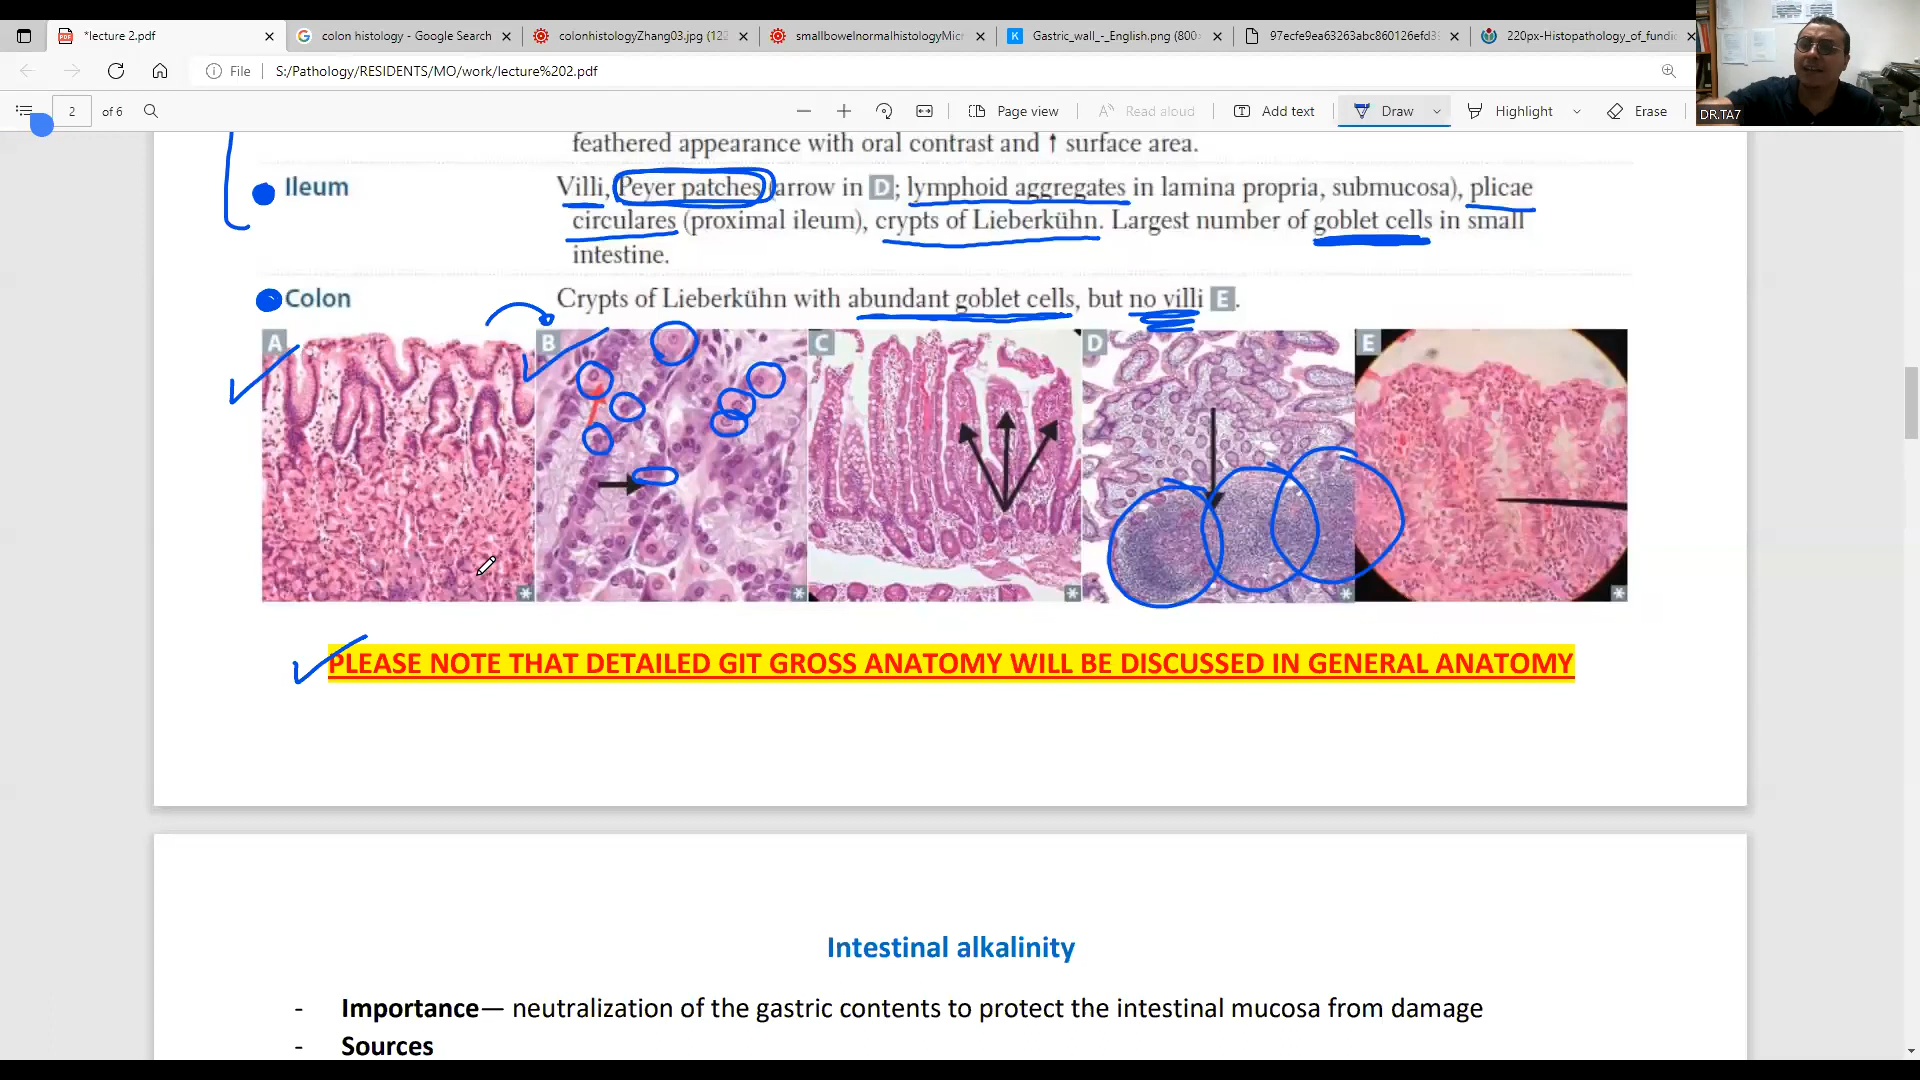 *lecture 2.pdf
colon histology - Google Search
colonhistologyZhang03.jpg (123
smallbowelnormalhistologyMicr
Gastric_wall_-_English.png (800×
97ecfe9ea63263abc860126efd35
220px-Histopathology_of_fundic
File
S:/Pathology/RESIDENTS/MO/work/lecture%202.pdf
2 of 6
Page view
Read aloud
Add text
Draw
Highlight
Erase
DR.TA7
feathered appearance with oral contrast and ↑ surface area.
Ileum
Villi, Peyer patches (arrow in D; lymphoid aggregates in lamina propria, submucosa), plicae
circulares (proximal ileum), crypts of Lieberkühn. Largest number of goblet cells in small
intestine.
Colon
Crypts of Lieberkühn with abundant goblet cells, but no villi E.
A
B
C
D
E
PLEASE NOTE THAT DETAILED GIT GROSS ANATOMY WILL BE DISCUSSED IN GENERAL ANATOMY
Intestinal alkalinity
- Importance— neutralization of the gastric contents to protect the intestinal mucosa from damage
- Sources